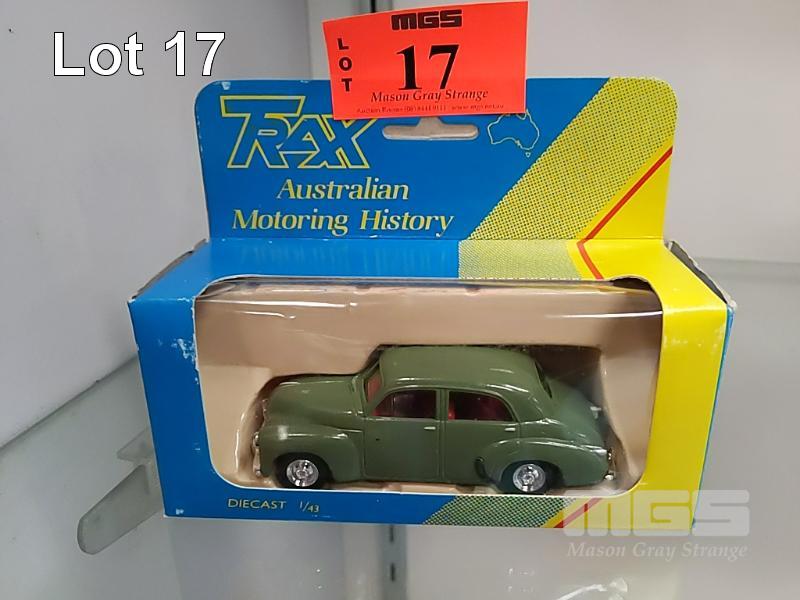 Lot 17
MGS
LOT
17
Mason Gray Strange
TRAX
Australian
Motoring History
DIECAST 1/43
MGS
Mason Gray Strange